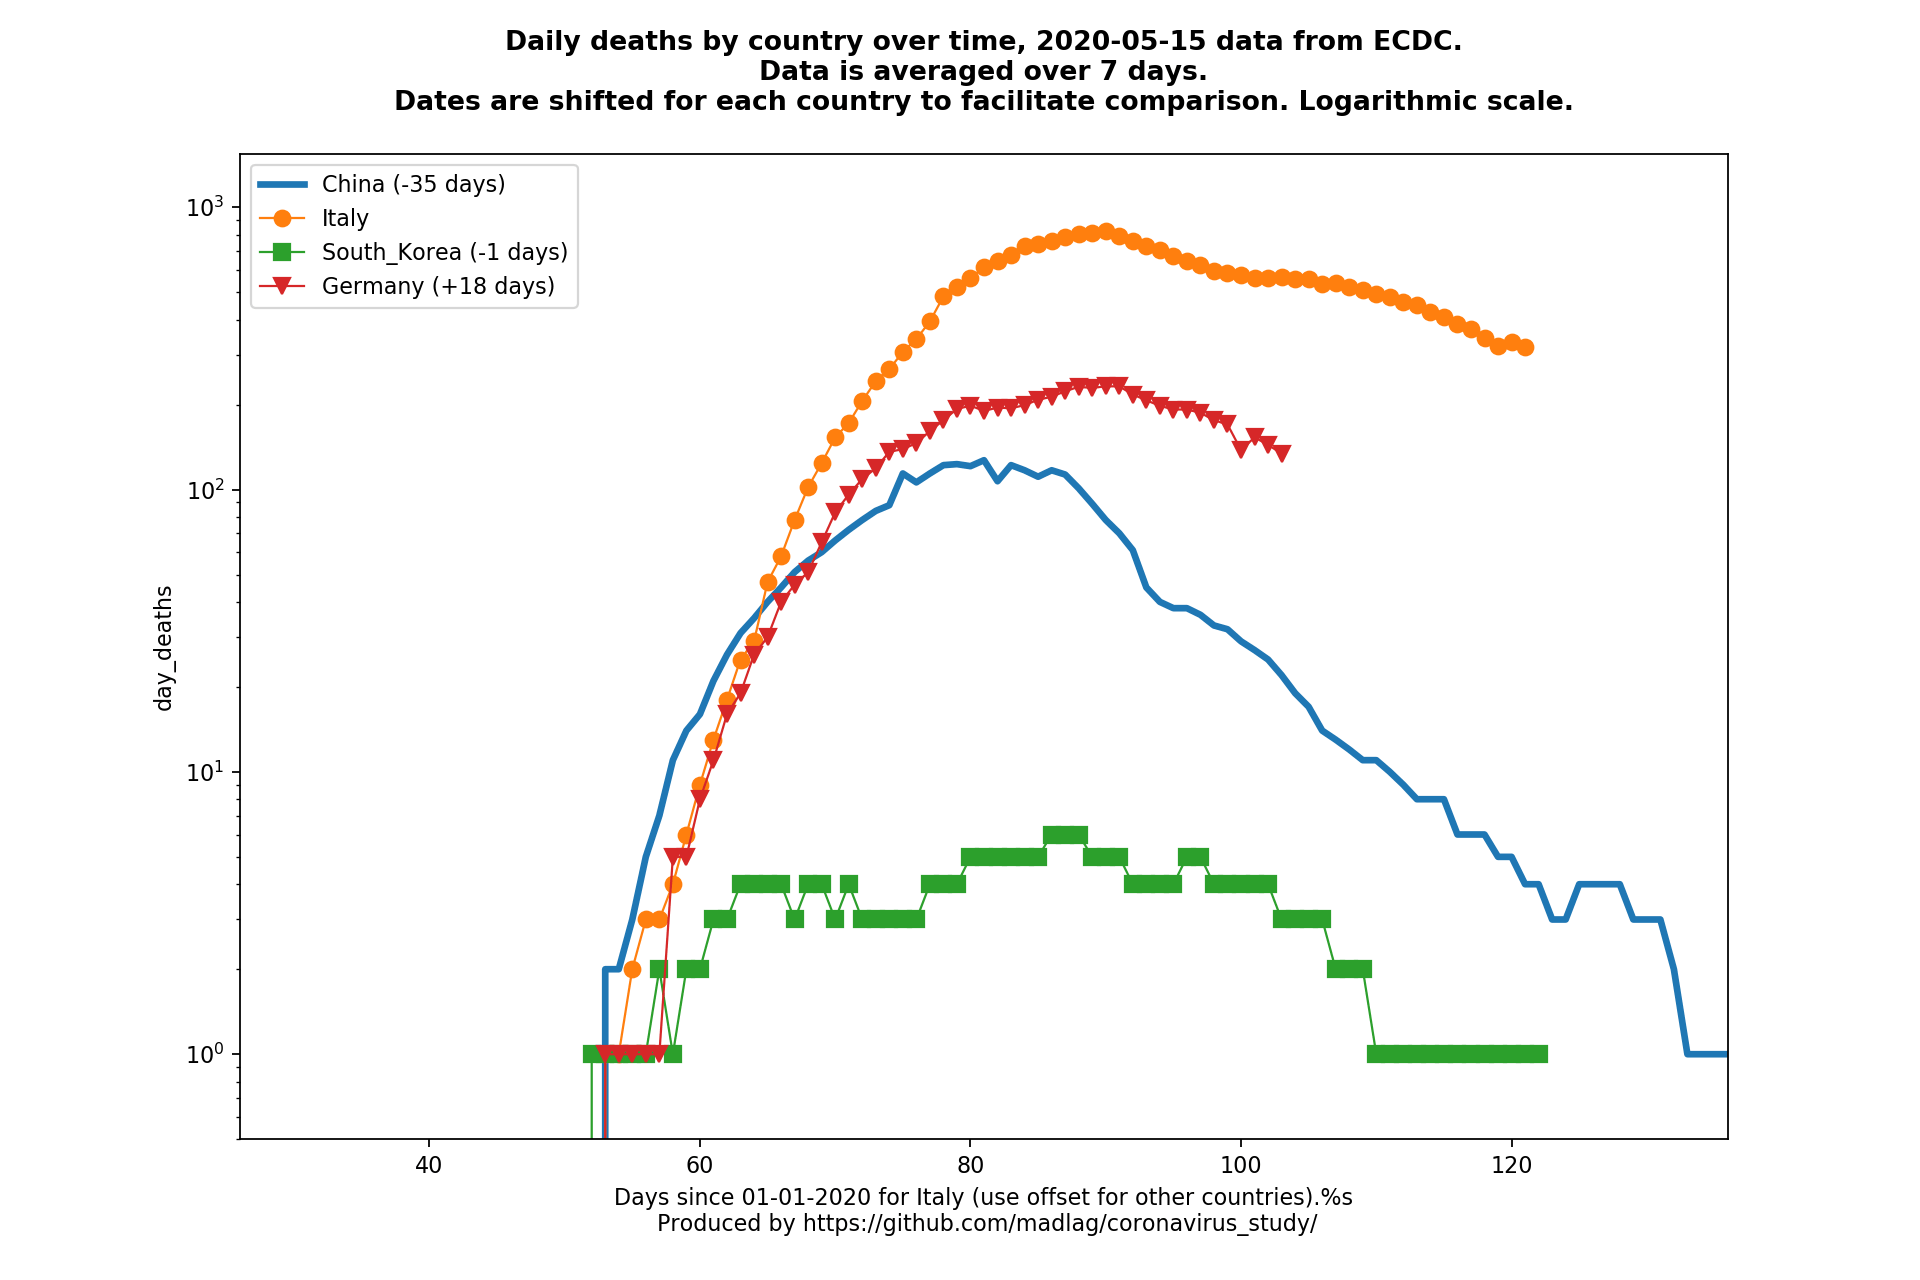 Daily deaths by country over time, 2020-05-15 data from ECDC.
Data is averaged over 7 days.
Dates are shifted for each country to facilitate comparison. Logarithmic scale.
China (-35 days)
Italy
South_Korea (-1 days)
Germany (+18 days)
day_deaths
10³
10²
10¹
10⁰
40 60 80 100 120
Days since 01-01-2020 for Italy (use offset for other countries).%s
Produced by https://github.com/madlag/coronavirus_study/